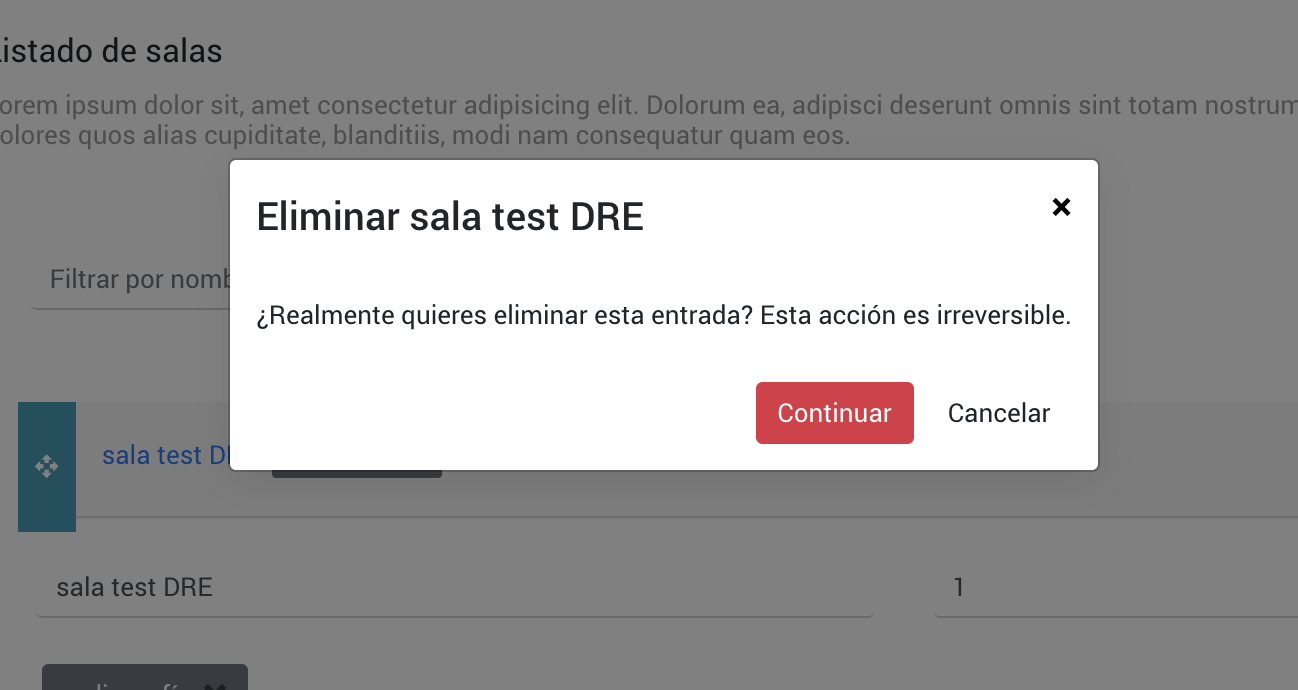 istado de salas
orem ipsum dolor sit, amet consectetur adipisicing elit. Dolorum ea, adipisci deserunt omnis sint totam nostrum
olores quos alias cupiditate, blanditiis, modi nam consequatur quam eos.
Eliminar sala test DRE
Filtrar por nomb
¿Realmente quieres eliminar esta entrada? Esta acción es irreversible.
Continuar Cancelar
sala test D
sala test DRE 1